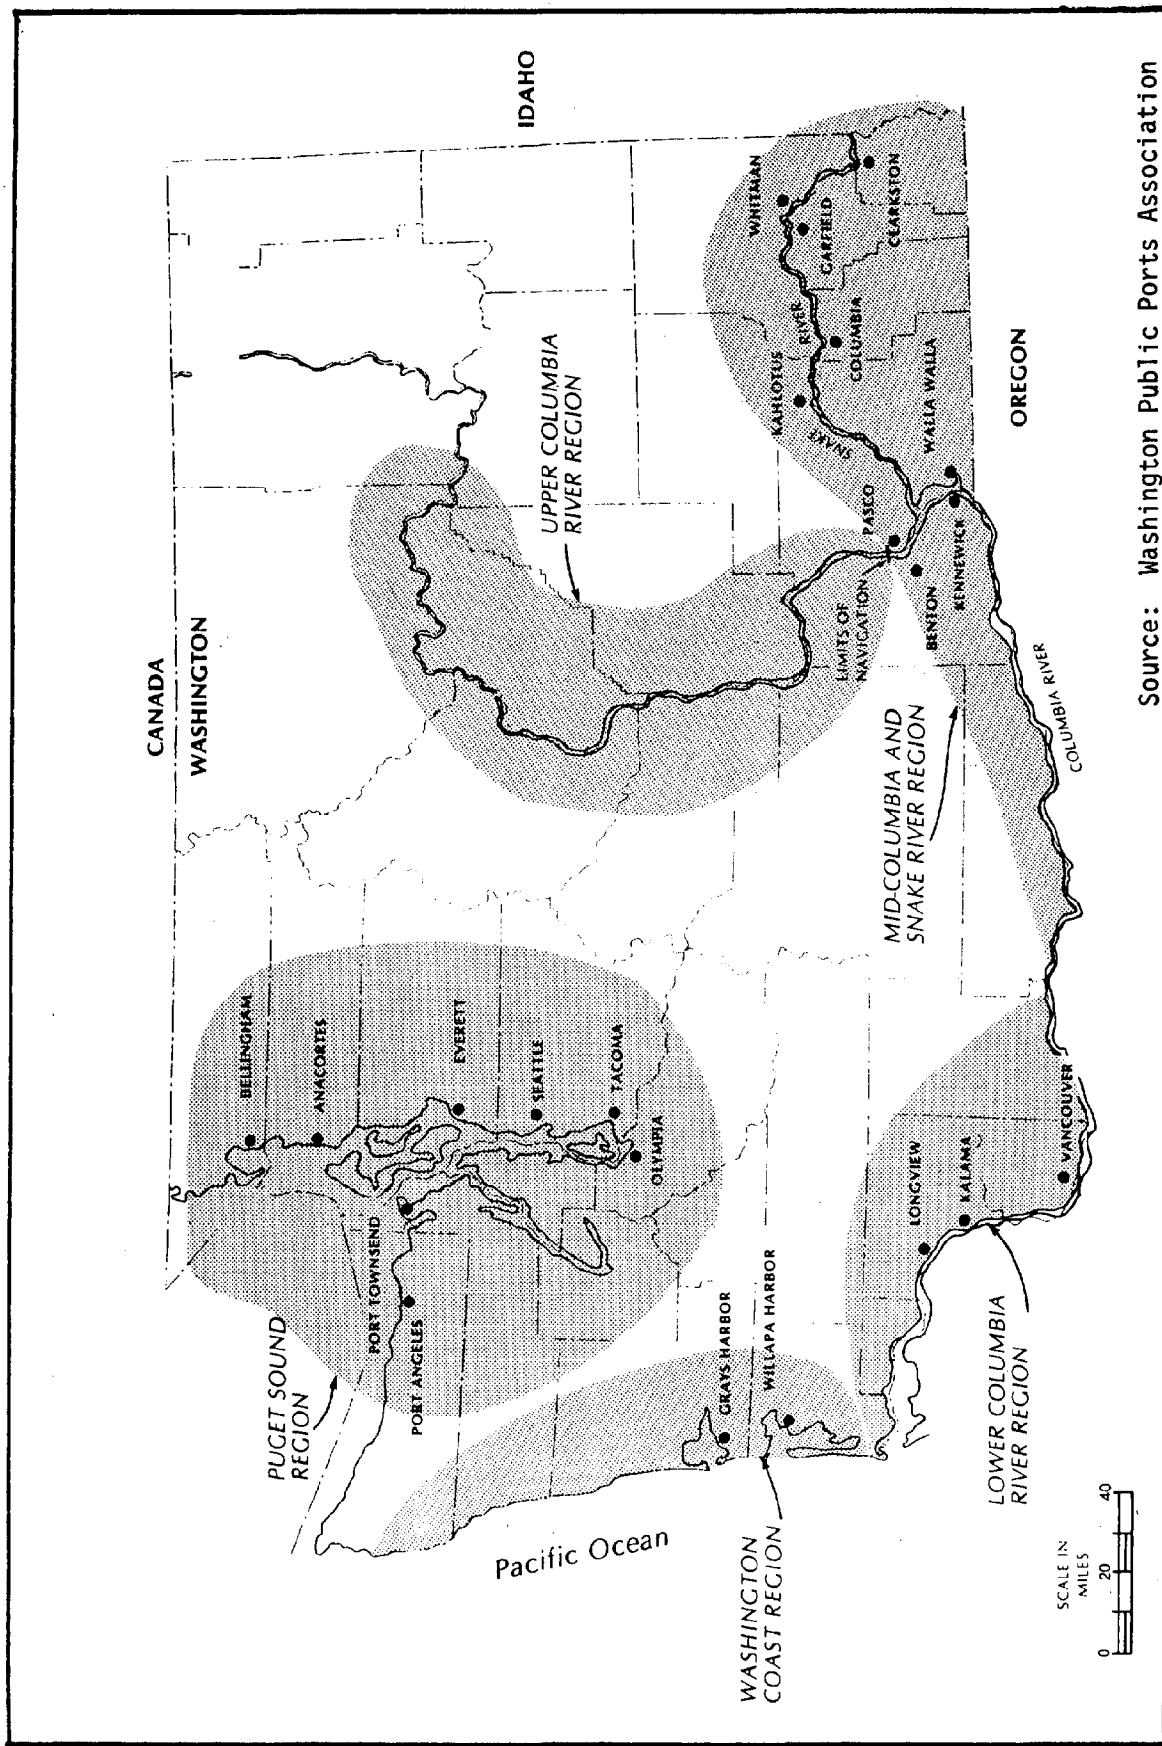 CANADA
WASHINGTON
IDAHO
BELLINGHAM
ANACORTES
PUGET SOUND
REGION
PORT TOWNSEND
PORT ANGELES
EVERETT
SEATTLE
TACOMA
OLYMPIA
UPPER COLUMBIA
RIVER REGION
Pacific Ocean
GRAYS HARBOR
WILLAPA HARBOR
WASHINGTON
COAST REGION
WHITMAN
GARFIELD
CLARKSTON
KAHLOTUS
SNAKE
RIVER
COLUMBIA
WALLA WALLA
PASCO
LIMITS OF
NAVIGATION
BENTON
KENNEWICK
MID-COLUMBIA AND
SNAKE RIVER REGION
COLUMBIA RIVER
OREGON
LONGVIEW
KALAMA
VANCOUVER
LOWER COLUMBIA
RIVER REGION
SCALE IN
MILES
0 20 40
Source: Washington Public Ports Association